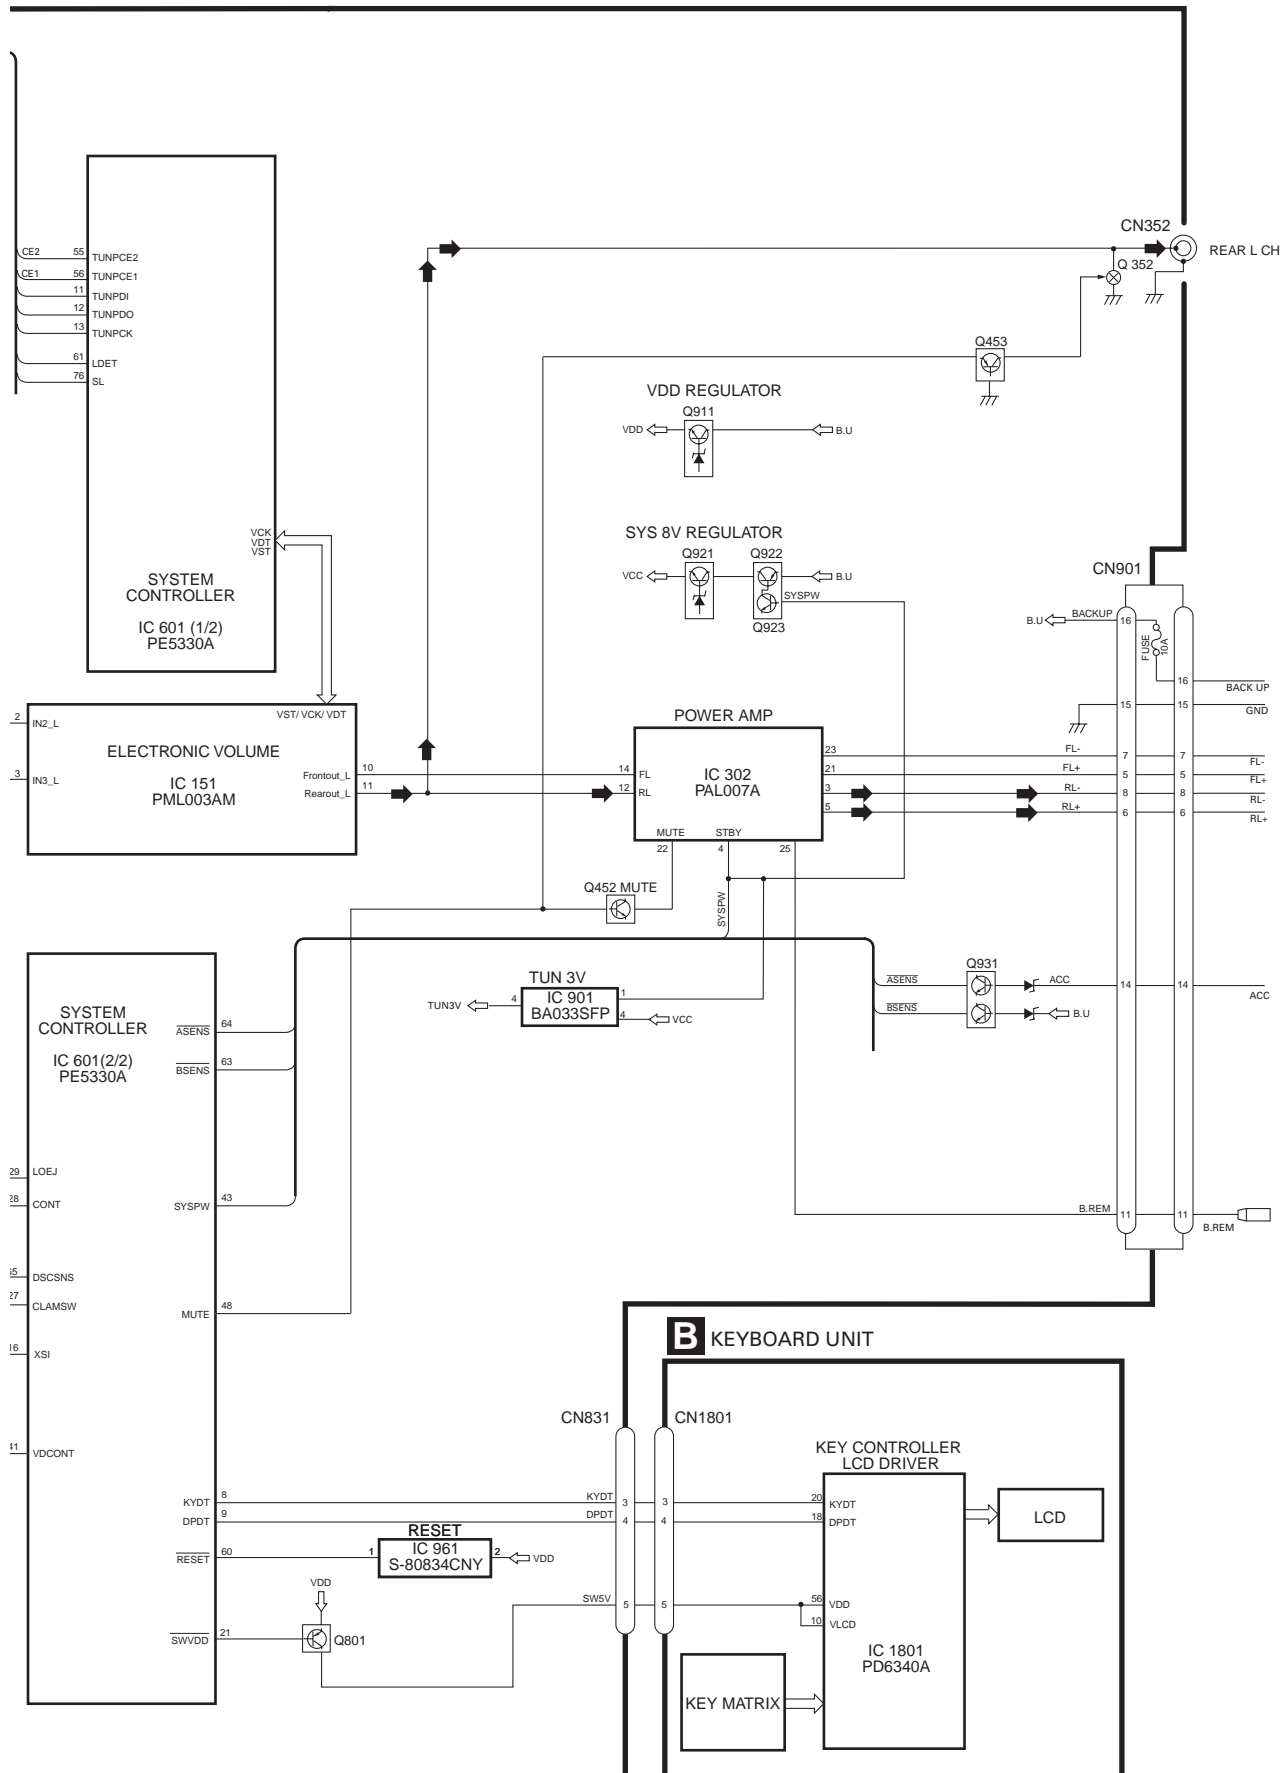 CN352
REAR L CH
Q 352
CE2
55
TUNPCE2
CE1
56
TUNPCE1
11
TUNPDI
12
TUNPDO
13
TUNPCK
61
LDET
76
SL
Q453
VDD REGULATOR
Q911
VDD
B.U
VCK
VDT
VST
SYS 8V REGULATOR
Q921
Q922
VCC
B.U
SYSPW
Q923
SYSTEM
CONTROLLER
IC 601 (1/2)
PE5330A
CN901
B.U
BACKUP
16
FUSE
10A
16
BACK UP
15
15
GND
VST/ VCK/ VDT
2
IN2_L
3
IN3_L
ELECTRONIC VOLUME
IC 151
PML003AM
Frontout_L
10
Rearout_L
11
POWER AMP
14
FL
12
RL
IC 302
PAL007A
23
FL-
7
7
FL-
21
FL+
5
5
FL+
3
RL-
8
8
RL-
5
RL+
6
6
RL+
MUTE
STBY
22
4
25
Q452 MUTE
SYSPW
TUN 3V
TUN3V
4
IC 901
BA033SFP
1
4
VCC
ASENS
Q931
ACC
14
14
ACC
BSENS
B.U
SYSTEM
CONTROLLER
IC 601(2/2)
PE5330A
ASENS
64
BSENS
63
29
LOEJ
28
CONT
SYSPW
43
B.REM
11
11
B.REM
DSCSNS
27
CLAMSW
MUTE
48
XSI
VDCONT
B KEYBOARD UNIT
CN831
CN1801
KEY CONTROLLER
LCD DRIVER
KYDT
8
KYDT
3
3
20
KYDT
DPDT
9
DPDT
4
4
18
DPDT
LCD
RESET
60
1
RESET
IC 961
S-80834CNY
2
VDD
VDD
SW5V
5
5
56
VDD
10
VLCD
SWVDD
21
Q801
IC 1801
PD6340A
KEY MATRIX